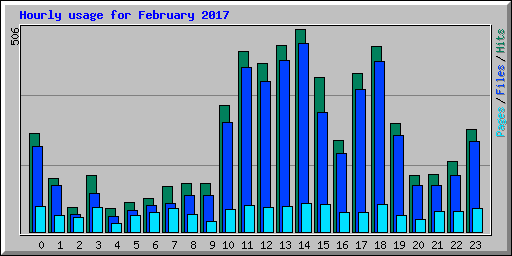 Hourly usage for February 2017
506
Pages/Files/Hits
0 1 2 3 4 5 6 7 8 9 10 11 12 13 14 15 16 17 18 19 20 21 22 23